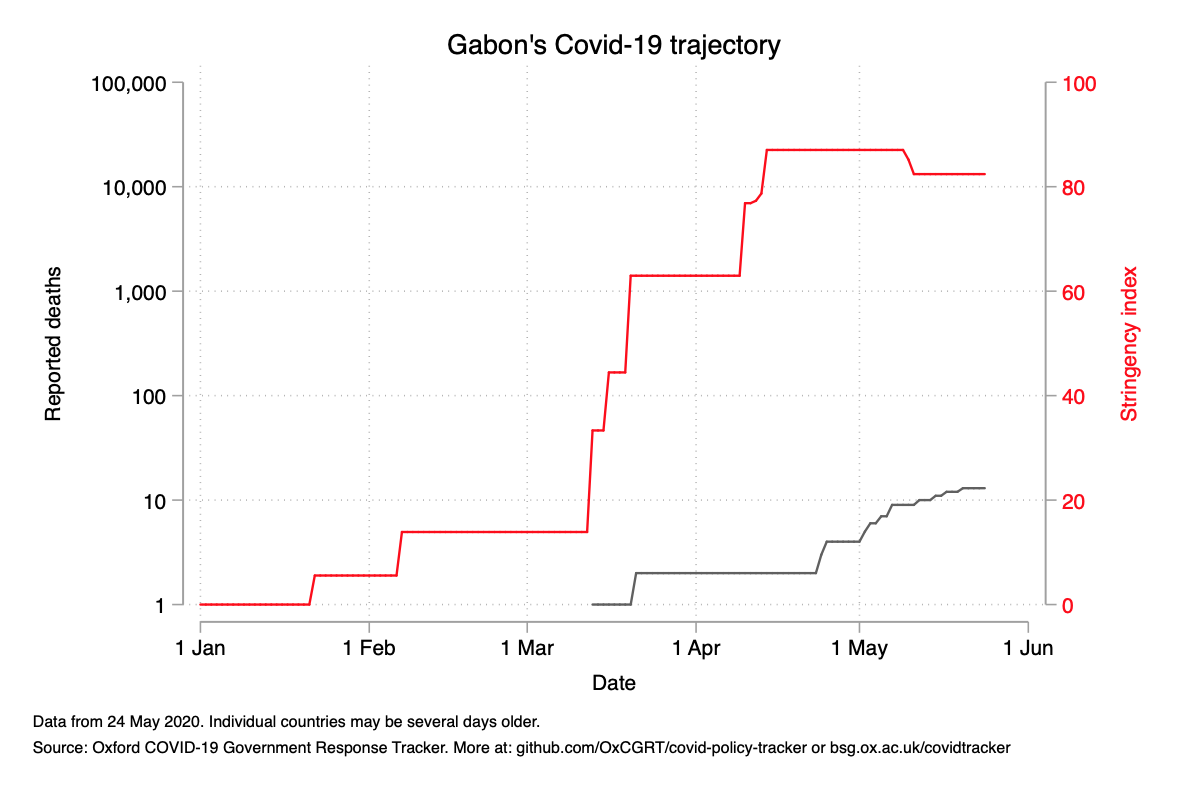 Gabon's Covid-19 trajectory
100,000
10,000
1,000
100
10
1
Reported deaths
100
80
60
40
20
0
Stringency index
1 Jan
1 Feb
1 Mar
1 Apr
1 May
1 Jun
Date
Data from 24 May 2020. Individual countries may be several days older.
Source: Oxford COVID-19 Government Response Tracker. More at: github.com/OxCGRT/covid-policy-tracker or bsg.ox.ac.uk/covidtracker